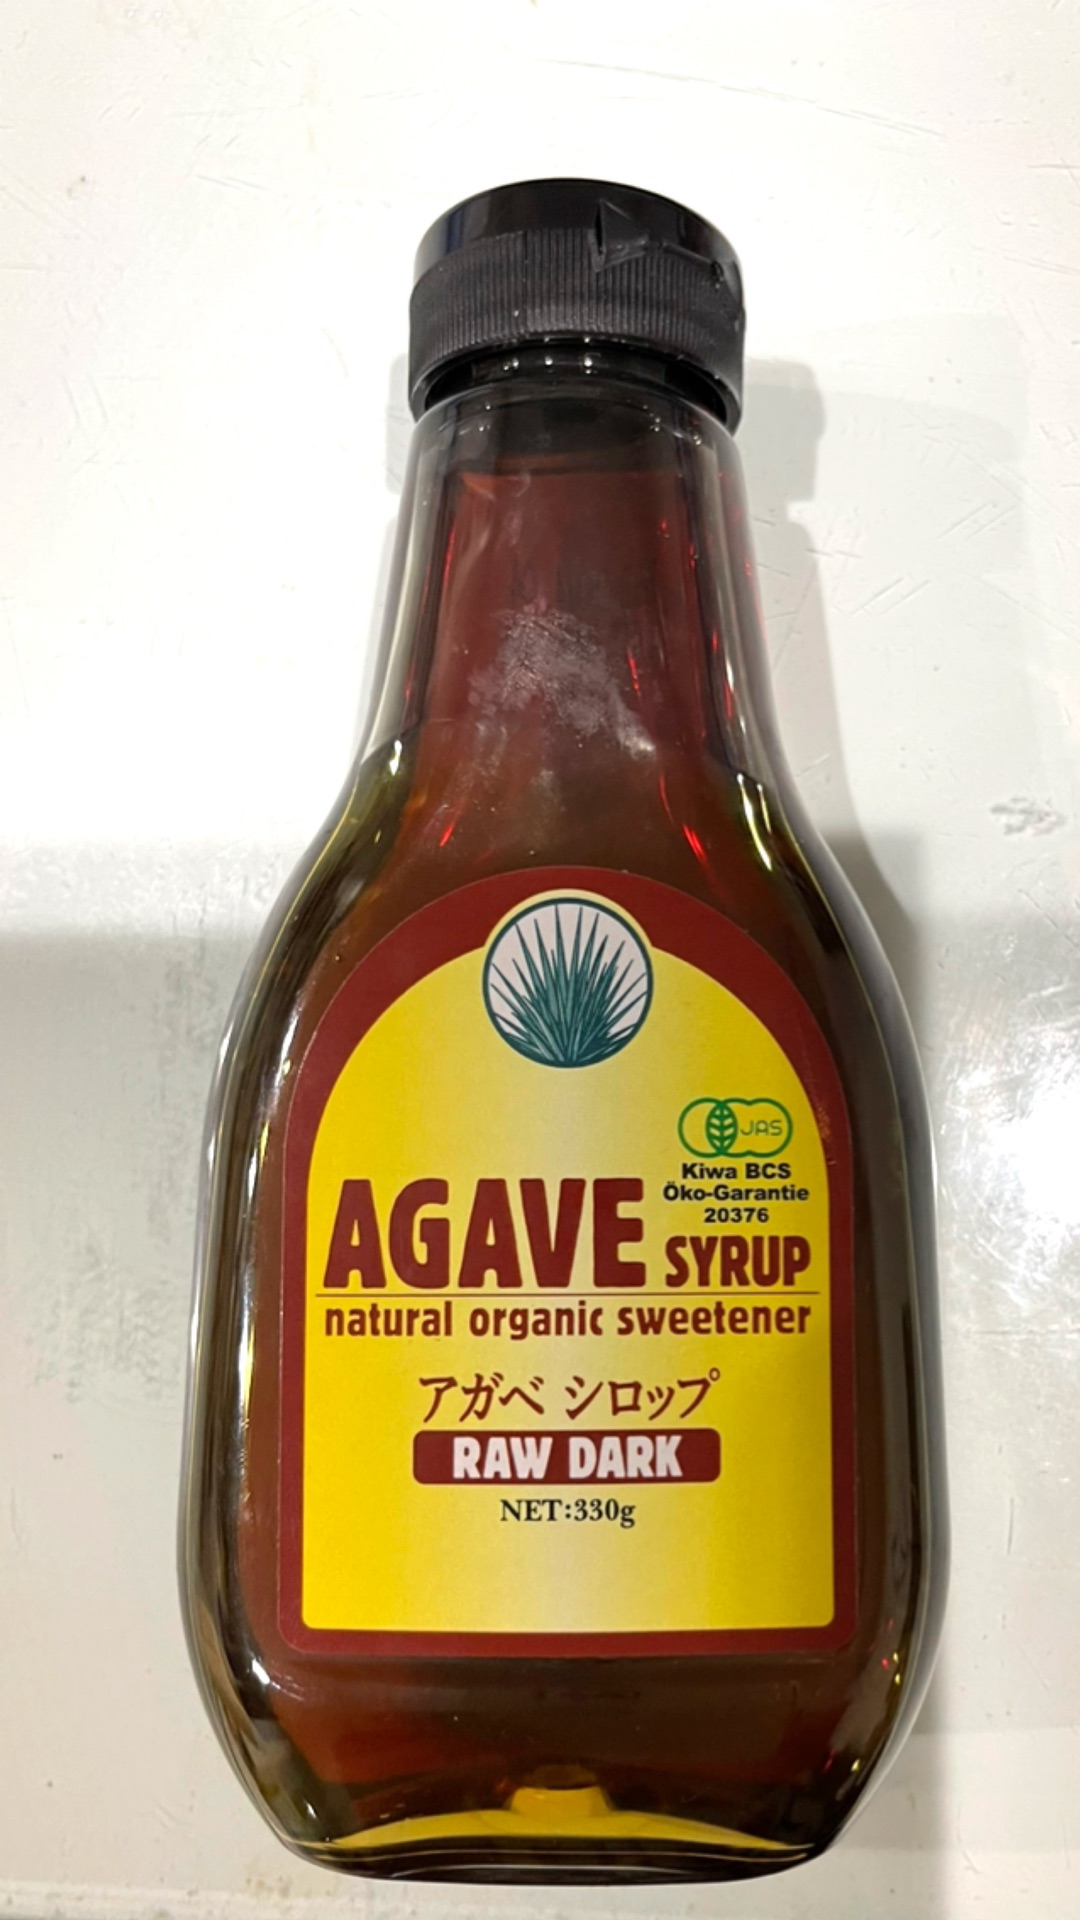 JAS
Kiwa BCS
Öko-Garantie
20376
AGAVE SYRUP
natural organic sweetener
アガベ シロップ
RAW DARK
NET:330g